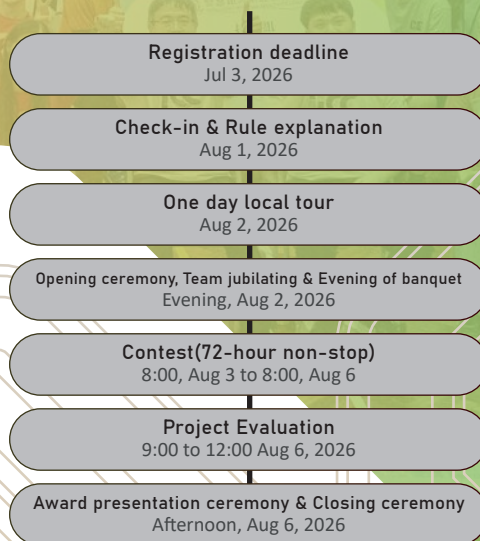 Registration deadline
Jul 3, 2026
Check-in & Rule explanation
Aug 1, 2026
One day local tour
Aug 2, 2026
Opening ceremony, Team jubilating & Evening of banquet
Evening, Aug 2, 2026
Contest(72-hour non-stop)
8:00, Aug 3 to 8:00, Aug 6
Project Evaluation
9:00 to 12:00 Aug 6, 2026
Award presentation ceremony & Closing ceremony
Afternoon, Aug 6, 2026